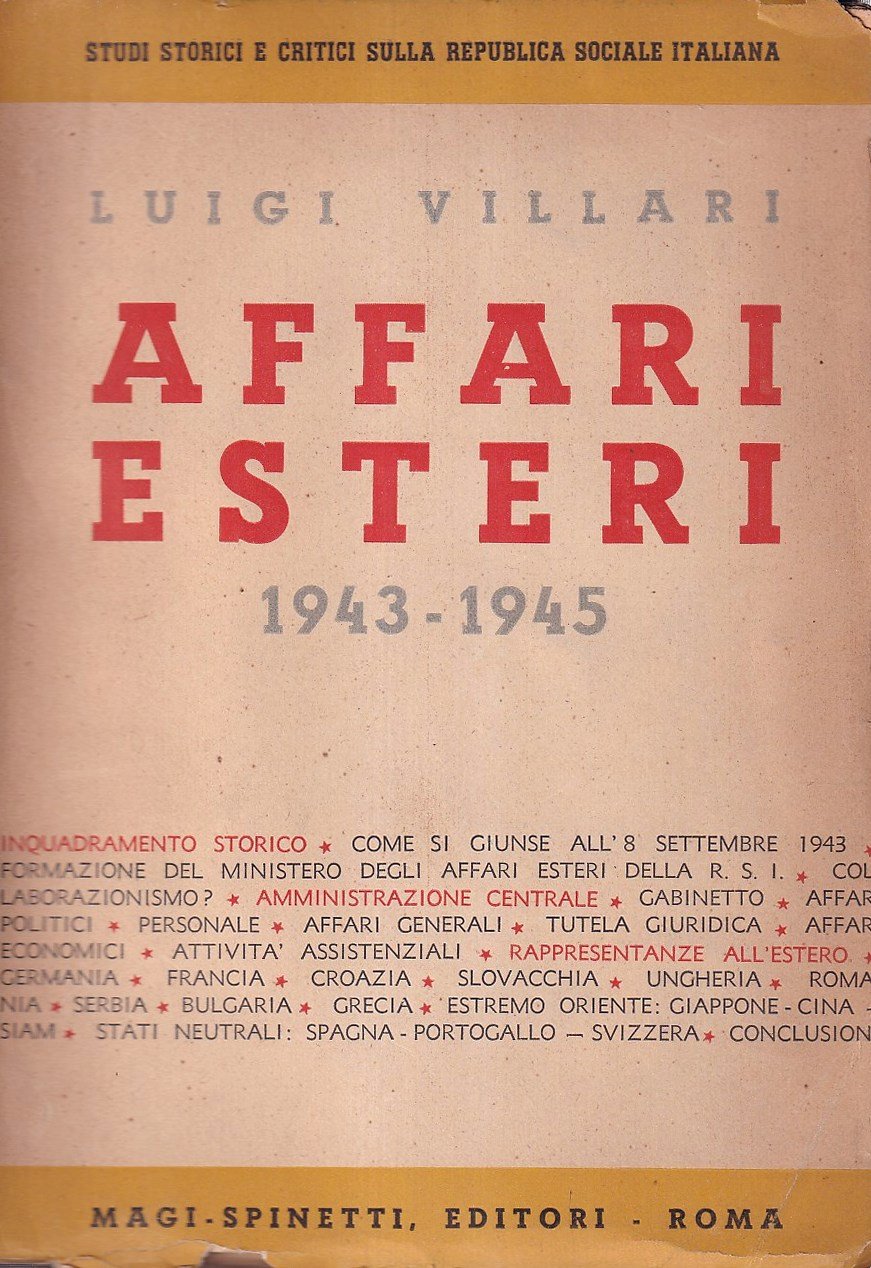 STUDI STORICI E CRITICI SULLA REPUBLICA SOCIALE ITALIANA
LUIGI VILLARI
AFFARI
ESTERI
1943-1945
INQUADRAMENTO STORICO ★ COME SI GIUNSE ALL'8 SETTEMBRE 1943 ★
FORMAZIONE DEL MINISTERO DEGLI AFFARI ESTERI DELLA R. S. I. ★ COL
LABORAZIONISMO? ★ AMMINISTRAZIONE CENTRALE ★ GABINETTO ★ AFFAR
POLITICI ★ PERSONALE ★ AFFARI GENERALI ★ TUTELA GIURIDICA ★ AFFAR
ECONOMICI ★ ATTIVITA' ASSISTENZIALI ★ RAPPRESENTANZE ALL'ESTERO ★
GERMANIA ★ FRANCIA ★ CROAZIA ★ SLOVACCHIA ★ UNGHERIA ★ ROMA
NIA ★ SERBIA ★ BULGARIA ★ GRECIA ★ ESTREMO ORIENTE: GIAPPONE - CINA -
SIAM ★ STATI NEUTRALI: SPAGNA - PORTOGALLO — SVIZZERA ★ CONCLUSION
MAGI-SPINETTI, EDITORI - ROMA